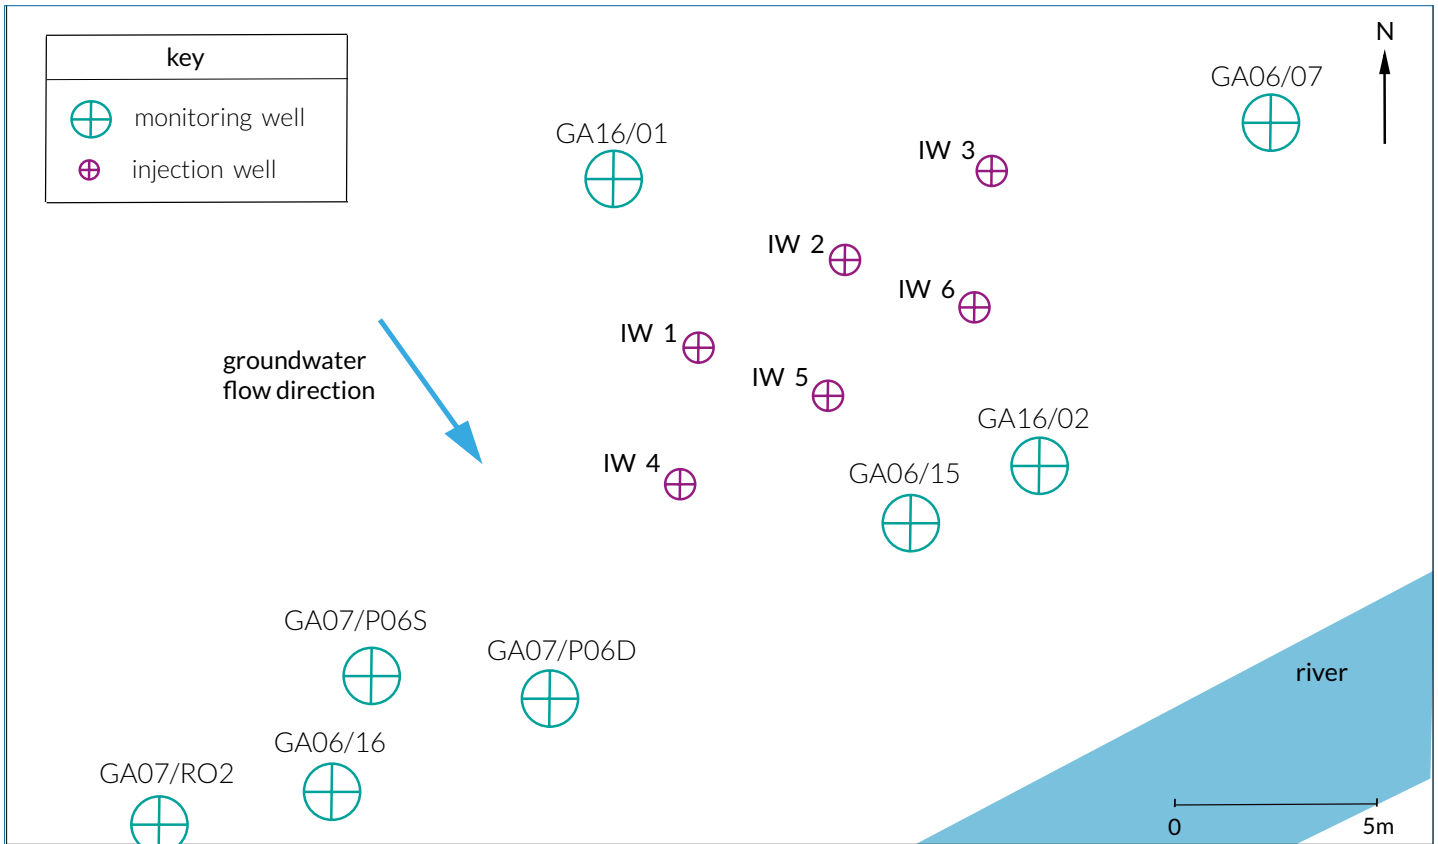 key
monitoring well
injection well
N
GA06/07
GA16/01
IW 3
IW 2
IW 6
IW 1
groundwater
flow direction
IW 5
GA16/02
IW 4
GA06/15
GA07/P06S
GA07/P06D
river
GA06/16
GA07/RO2
0
5m